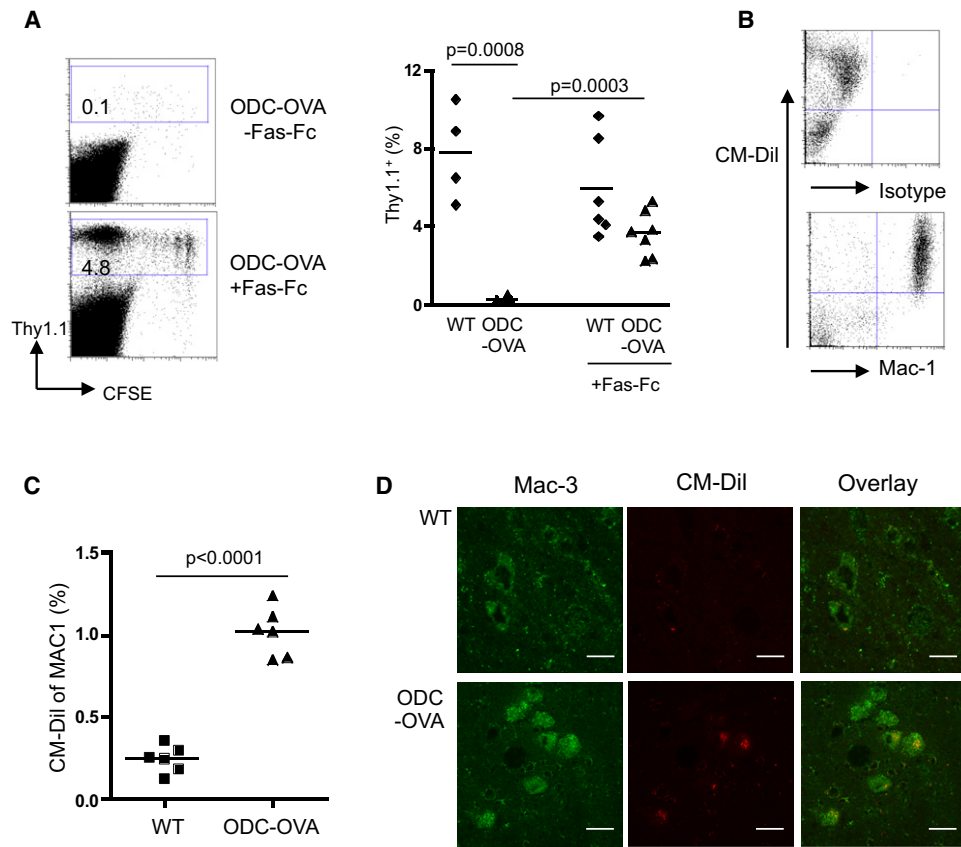 A
0.1
ODC-OVA
-Fas-Fc
4.8
ODC-OVA
+Fas-Fc
Thy1.1
CFSE
p=0.0008
p=0.0003
12
8
4
0
Thy1.1+ (%)
WT ODC
-OVA
WT ODC
-OVA
+Fas-Fc
B
CM-DiI
Isotype
Mac-1
C
p<0.0001
1.5
1.0
0.5
0.0
CM-DiI of MAC1 (%)
WT ODC-OVA
D
Mac-3 CM-DiI Overlay
WT
ODC
-OVA